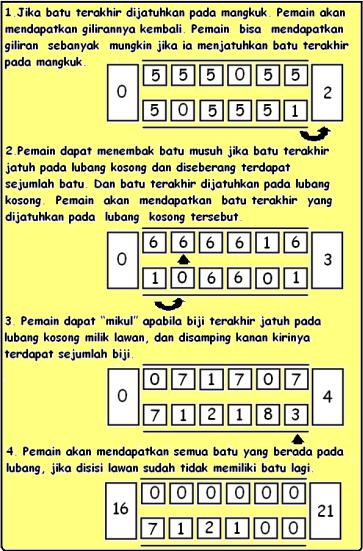 1.Jika batu terakhir dijatuhkan pada mangkuk. Pemain akan
mendapatkan gilirannya kembali. Pemain bisa mendapatkan
giliran sebanyak mungkin jika ia menjatuhkan batu terakhir
pada mangkuk.
5 5 5 0 5 5
0 2
5 0 5 5 5 1
2.Pemain dapat menembak batu musuh jika batu terakhir
jatuh pada lubang kosong dan diseberang terdapat
sejumlah batu. Dan batu terakhir dijatuhkan pada lubang
kosong. Pemain akan mendapatkan batu terakhir yang
dijatuhkan pada lubang kosong tersebut.
6 6 6 6 1 6
0 3
1 0 6 6 0 1
3. Pemain dapat "mikul" apabila biji terakhir jatuh pada
lubang kosong milik lawan, dan disamping kanan kirinya
terdapat sejumlah biji.
0 7 1 7 0 7
0 4
7 1 2 1 8 3
4. Pemain akan mendapatkan semua batu yang berada pada
lubang, jika disisi lawan sudah tidak memiliki batu lagi.
0 0 0 0 0 0
16 21
7 1 2 1 0 0